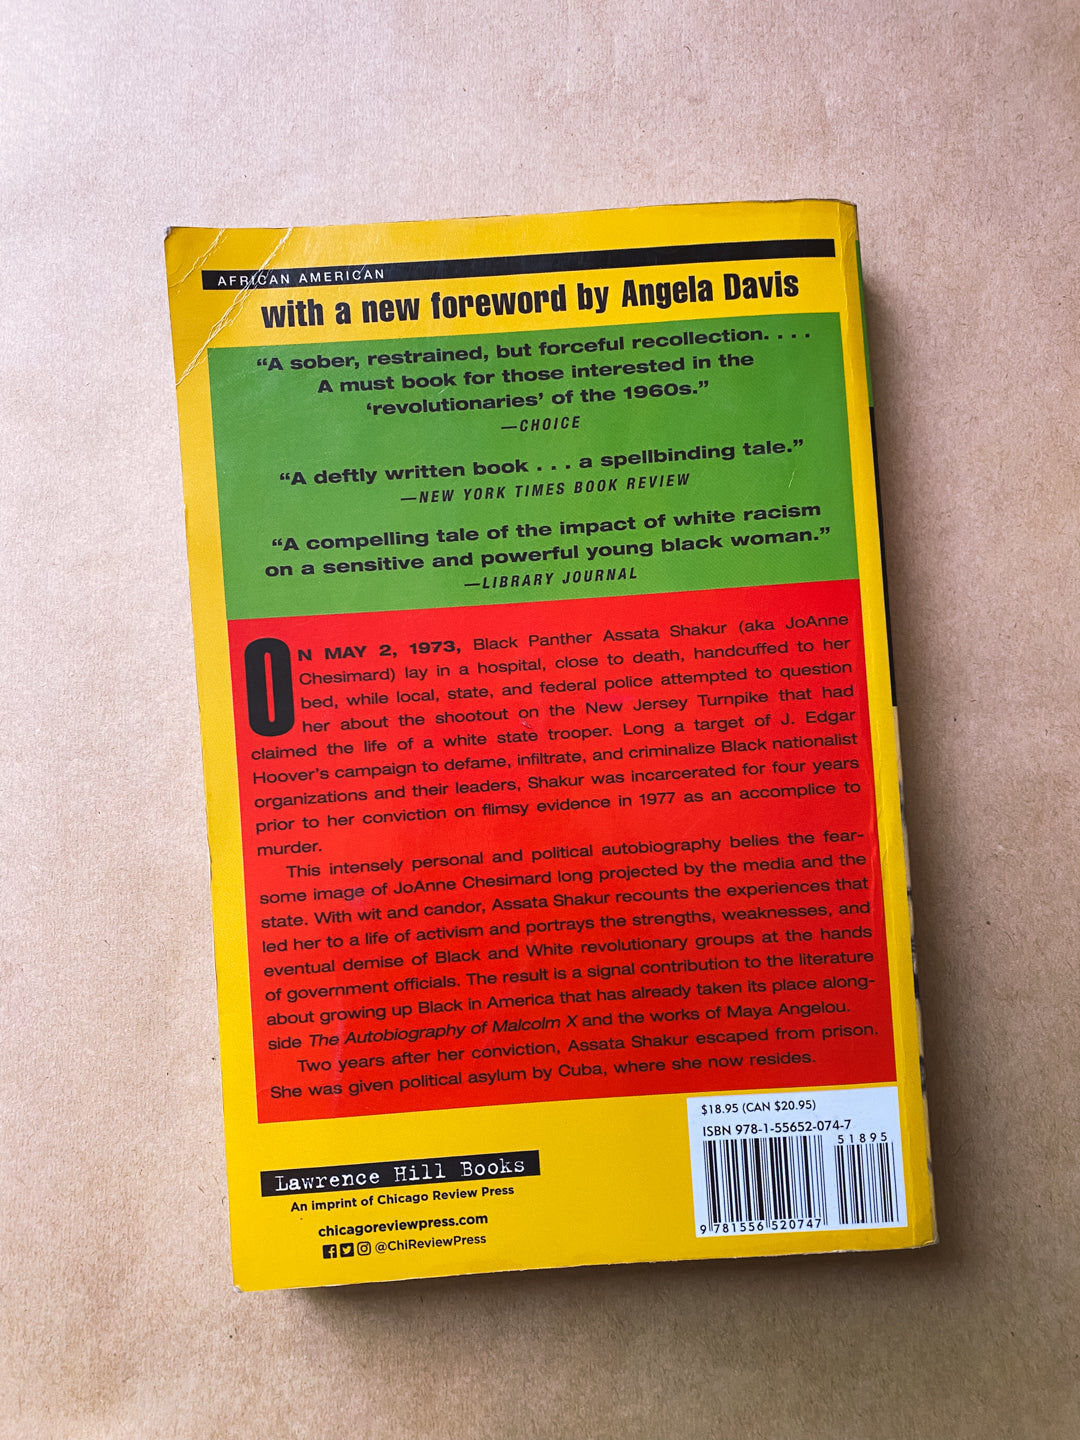 AFRICAN AMERICAN
with a new foreword by Angela Davis
“A sober, restrained, but forceful recollection. . . .
A must book for those interested in the
‘revolutionaries’ of the 1960s.”
—CHOICE
“A deftly written book . . . a spellbinding tale.”
—NEW YORK TIMES BOOK REVIEW
“A compelling tale of the impact of white racism
on a sensitive and powerful young black woman.”
—LIBRARY JOURNAL
ON MAY 2, 1973, Black Panther Assata Shakur (aka JoAnne
Chesimard) lay in a hospital, close to death, handcuffed to her
bed, while local, state, and federal police attempted to question
her about the shootout on the New Jersey Turnpike that had
claimed the life of a white state trooper. Long a target of J. Edgar
Hoover’s campaign to defame, infiltrate, and criminalize Black nationalist
organizations and their leaders, Shakur was incarcerated for four years
prior to her conviction on flimsy evidence in 1977 as an accomplice to
murder.
This intensely personal and political autobiography belies the fear-
some image of JoAnne Chesimard long projected by the media and the
state. With wit and candor, Assata Shakur recounts the experiences that
led her to a life of activism and portrays the strengths, weaknesses, and
eventual demise of Black and White revolutionary groups at the hands
of government officials. The result is a signal contribution to the literature
about growing up Black in America that has already taken its place along-
side The Autobiography of Malcolm X and the works of Maya Angelou.
Two years after her conviction, Assata Shakur escaped from prison.
She was given political asylum by Cuba, where she now resides.
$18.95 (CAN $20.95)
ISBN 978-1-55652-074-7
51895
9 781556 520747
Lawrence Hill Books
An imprint of Chicago Review Press
chicagoreviewpress.com
@ChiReviewPress